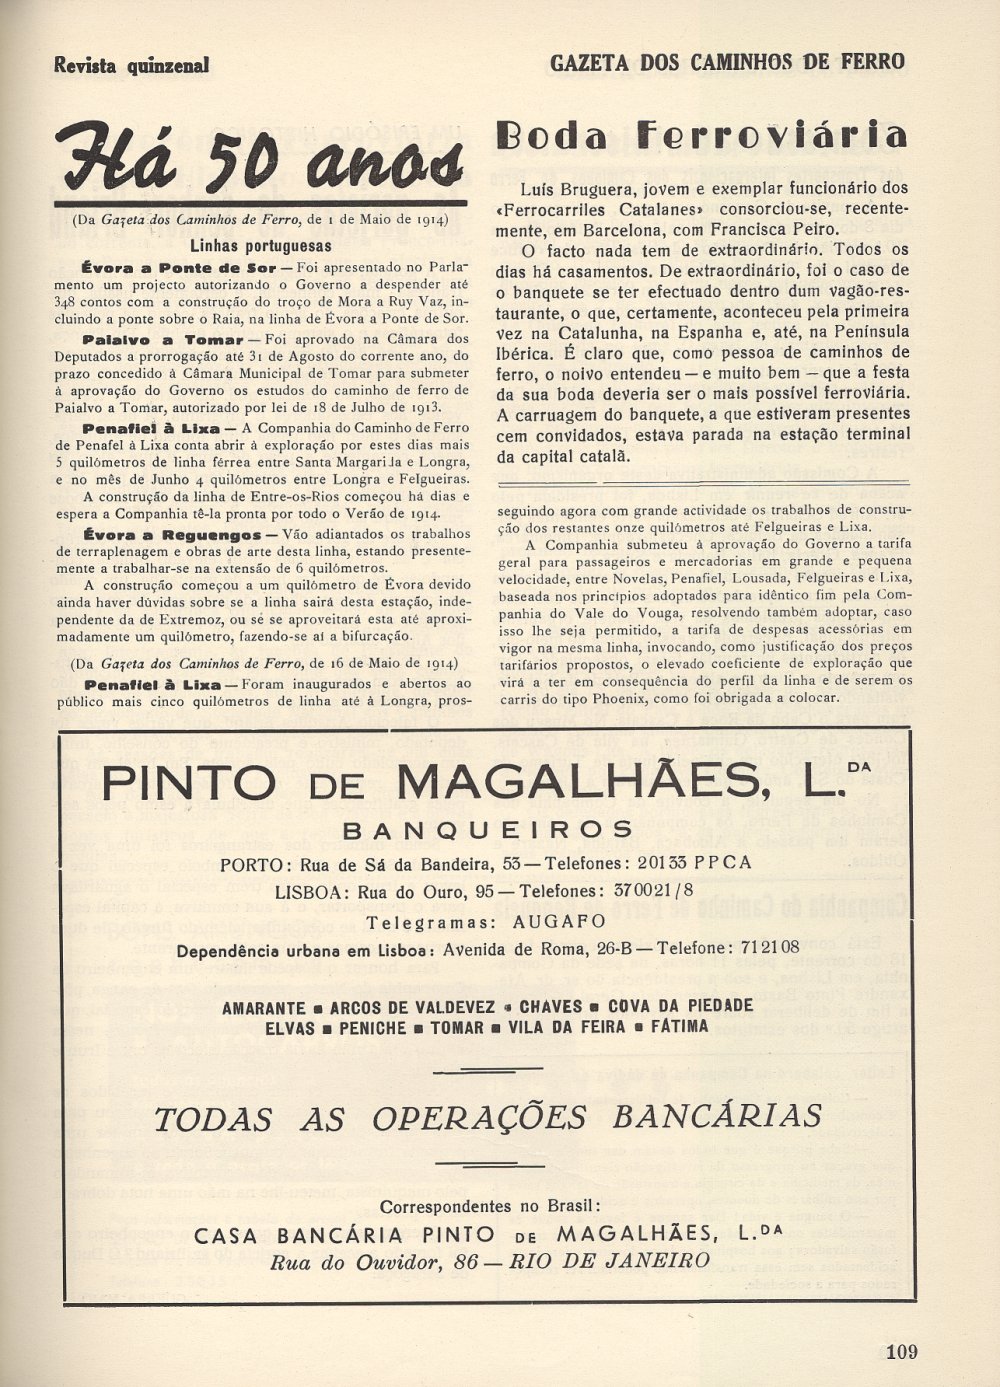 Revista quinzenal
GAZETA DOS CAMINHOS DE FERRO
Há 50 anos
(Da Gazeta dos Caminhos de Ferro, de 1 de Maio de 1914)
Linhas portuguesas
Évora a Ponte de Sor — Foi apresentado no Parla-
mento um projecto autorizando o Governo a despender até
348 contos com a construção do troço de Mora a Ruy Vaz, in-
cluindo a ponte sobre o Raia, na linha de Évora a Ponte de Sor.
Paialvo a Tomar — Foi aprovado na Câmara dos
Deputados a prorrogação até 31 de Agosto do corrente ano, do
prazo concedido à Câmara Municipal de Tomar para submeter
à aprovação do Governo os estudos do caminho de ferro de
Paialvo a Tomar, autorizado por lei de 18 de Julho de 1913.
Penafiel à Lixa — A Companhia do Caminho de Ferro
de Penafel à Lixa conta abrir à exploração por estes dias mais
5 quilómetros de linha férrea entre Santa Margarida e Longra,
e no mês de Junho 4 quilómetros entre Longra e Felgueiras.
A construção da linha de Entre-os-Rios começou há dias e
espera a Companhia tê-la pronta por todo o Verão de 1914.
Évora a Reguengos — Vão adiantados os trabalhos
de terraplenagem e obras de arte desta linha, estando presente-
mente a trabalhar-se na extensão de 6 quilómetros.
A construção começou a um quilómetro de Évora devido
ainda haver dúvidas sobre se a linha sairá desta estação, inde-
pendente da de Extremoz, ou sé se aproveitará esta até aproxi-
madamente um quilómetro, fazendo-se aí a bifurcação.
(Da Gazeta dos Caminhos de Ferro, de 16 de Maio de 1914)
Penafiel à Lixa — Foram inaugurados e abertos ao
público mais cinco quilómetros de linha até à Longra, pros-
Boda Ferroviária
Luís Bruguera, jovem e exemplar funcionário dos
«Ferrocarriles Catalanes» consorciou-se, recente-
mente, em Barcelona, com Francisca Peiro.
O facto nada tem de extraordinário. Todos os
dias há casamentos. De extraordinário, foi o caso de
o banquete se ter efectuado dentro dum vagão-res-
taurante, o que, certamente, aconteceu pela primeira
vez na Catalunha, na Espanha e, até, na Península
Ibérica. É claro que, como pessoa de caminhos de
ferro, o noivo entendeu — e muito bem — que a festa
da sua boda deveria ser o mais possível ferroviária.
A carruagem do banquete, a que estiveram presentes
cem convidados, estava parada na estação terminal
da capital catalã.
seguindo agora com grande actividade os trabalhos de constru-
ção dos restantes onze quilómetros até Felgueiras e Lixa.
A Companhia submeteu à aprovação do Governo a tarifa
geral para passageiros e mercadorias em grande e pequena
velocidade, entre Novelas, Penafiel, Lousada, Felgueiras e Lixa,
baseada nos princípios adoptados para idêntico fim pela Com-
panhia do Vale do Vouga, resolvendo também adoptar, caso
isso lhe seja permitido, a tarifa de despesas acessórias em
vigor na mesma linha, invocando, como justificação dos preços
tarifários propostos, o elevado coeficiente de exploração que
virá a ter em consequência do perfil da linha e de serem os
carris do tipo Phoenix, como foi obrigada a colocar.
PINTO DE MAGALHÃES, L.DA
BANQUEIROS
PORTO: Rua de Sá da Bandeira, 53 — Telefones: 20133 PPCA
LISBOA: Rua do Ouro, 95 — Telefones: 370021/8
Telegramas: AUGAFO
Dependência urbana em Lisboa: Avenida de Roma, 26-B — Telefone: 712108
AMARANTE ■ ARCOS DE VALDEVEZ ■ CHAVES ■ COVA DA PIEDADE
ELVAS ■ PENICHE ■ TOMAR ■ VILA DA FEIRA ■ FÁTIMA
TODAS AS OPERAÇÕES BANCÁRIAS
Correspondentes no Brasil:
CASA BANCÁRIA PINTO DE MAGALHÃES, L.DA
Rua do Ouvidor, 86 — RIO DE JANEIRO
109